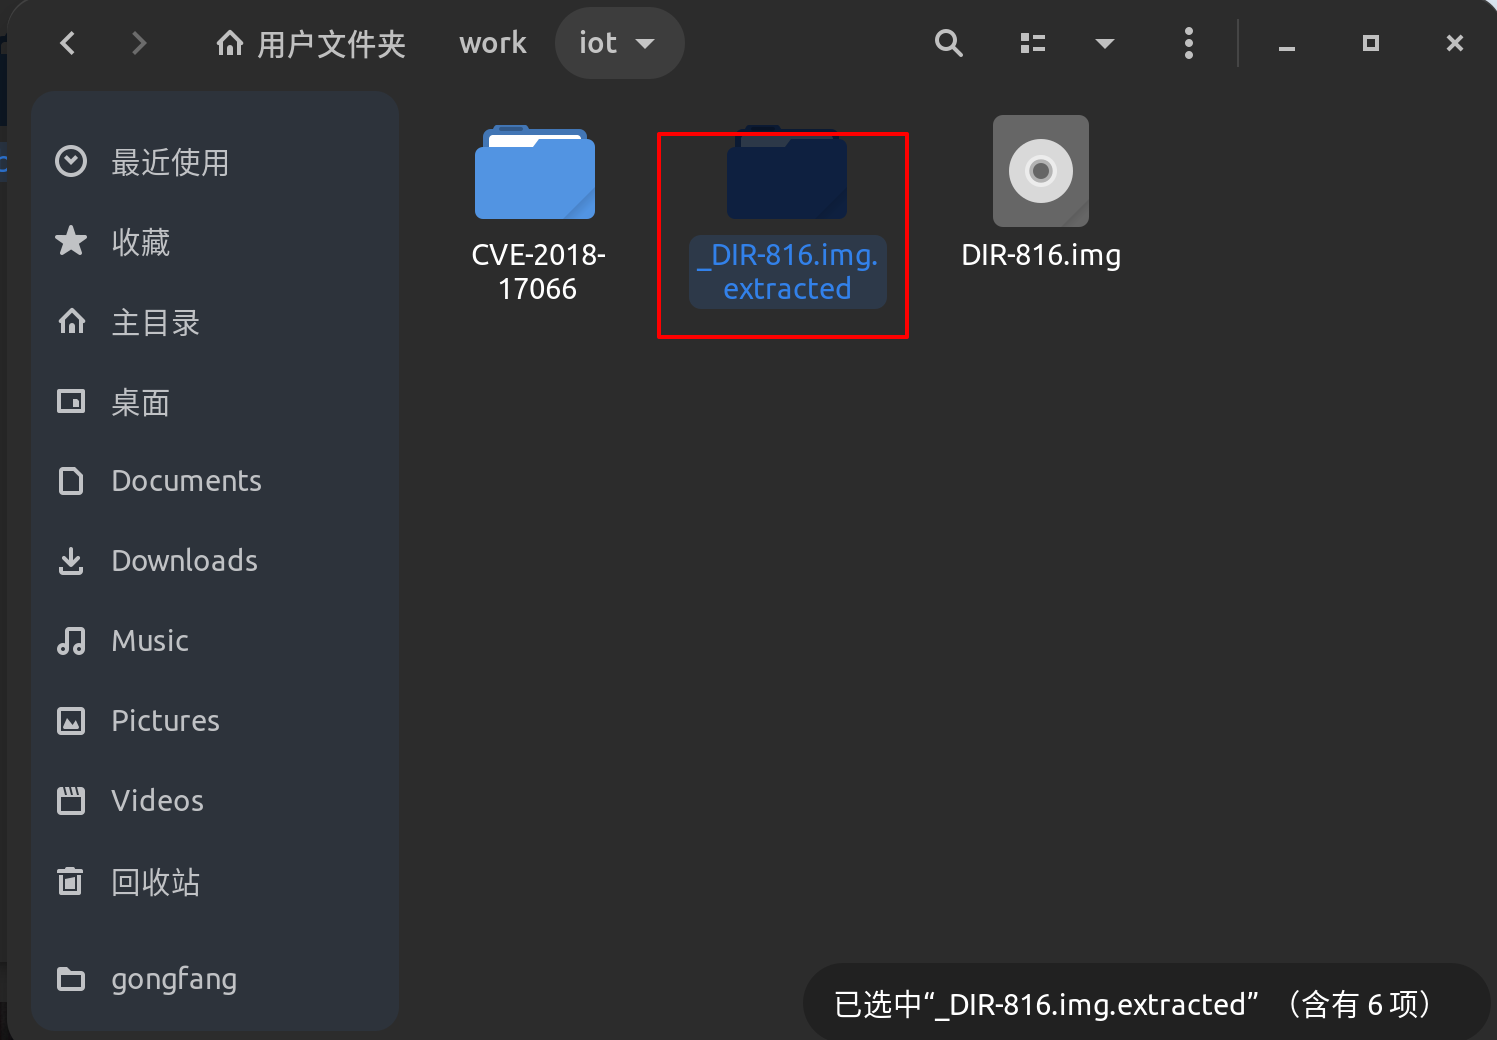 用户文件夹 work iot
最近使用
收藏
主目录
桌面
Documents
Downloads
Music
Pictures
Videos
回收站
gongfang
CVE-2018-
17066
_DIR-816.img.
extracted
DIR-816.img
已选中“_DIR-816.img.extracted” （含有 6 项）